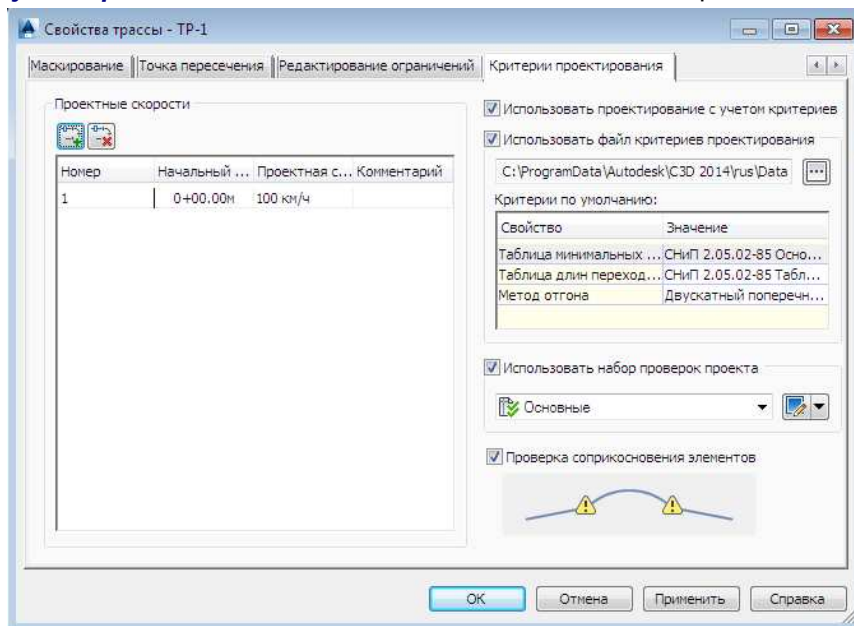 Свойства трассы - ТР-1
Маскирование Точка пересечения Редактирование ограничений Критерии проектирования
Проектные скорости
Номер Начальный ... Проектная с... Комментарий
1 0+00.00м 100 км/ч
Использовать проектирование с учетом критериев
Использовать файл критериев проектирования
C:\ProgramData\Autodesk\C3D 2014\rus\Data
Критерии по умолчанию:
Свойство Значение
Таблица минимальных ... СНиП 2.05.02-85 Осно...
Таблица длин переход... СНиП 2.05.02-85 Табл...
Метод отгона Двускатный поперечн...
Использовать набор проверок проекта
Основные
Проверка соприкосновения элементов
ОК Отмена Применить Справка